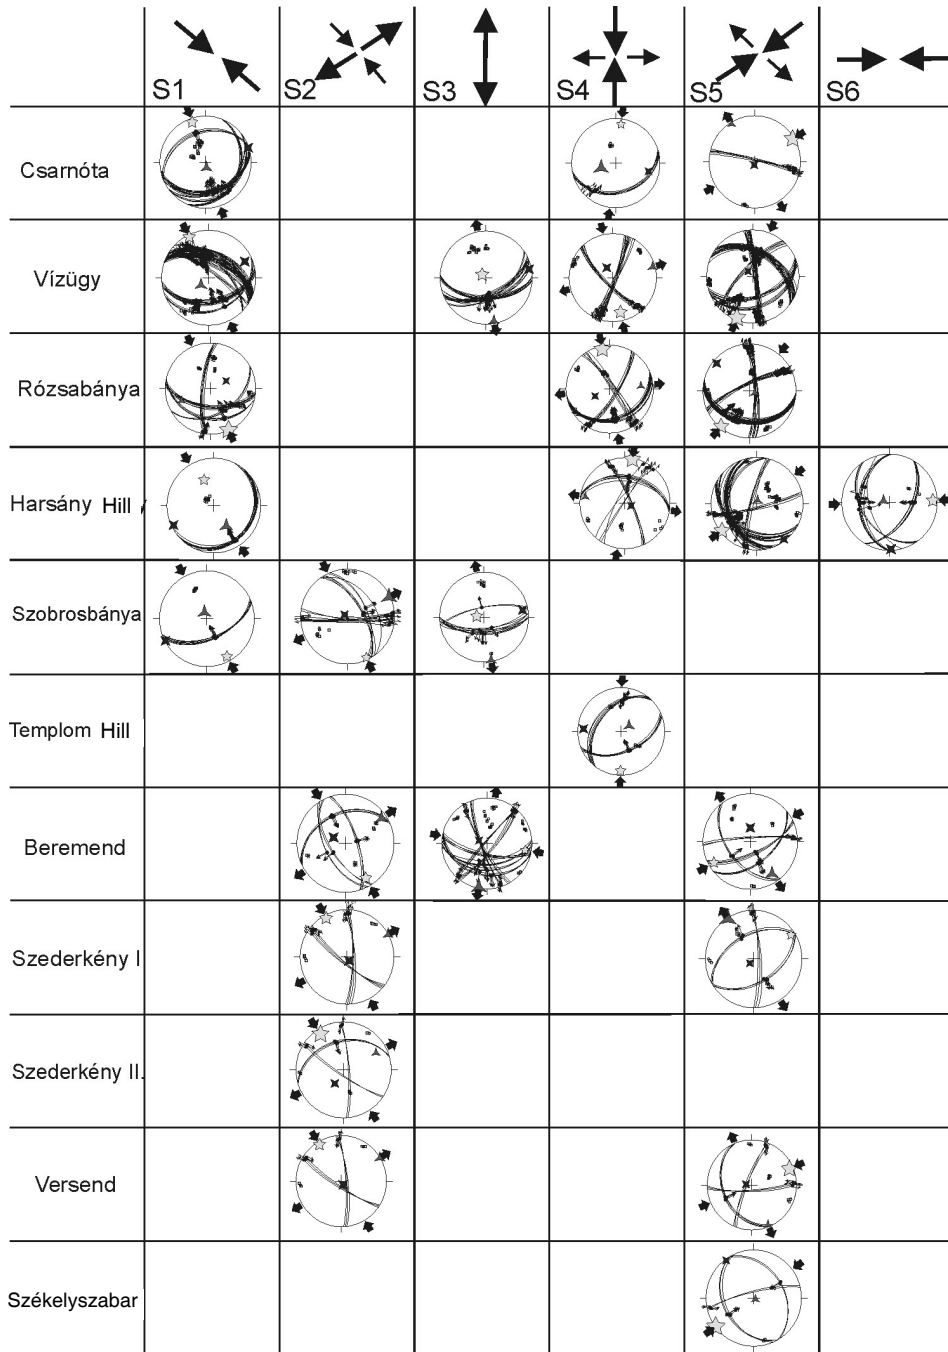 S1 S2 S3 S4 S5 S6
Csarnóta
Vízügy
Rózsabánya
Harsány Hill
Szobrosbánya
Templom Hill
Beremend
Szederkény I
Szederkény II.
Versend
Székelyszabar